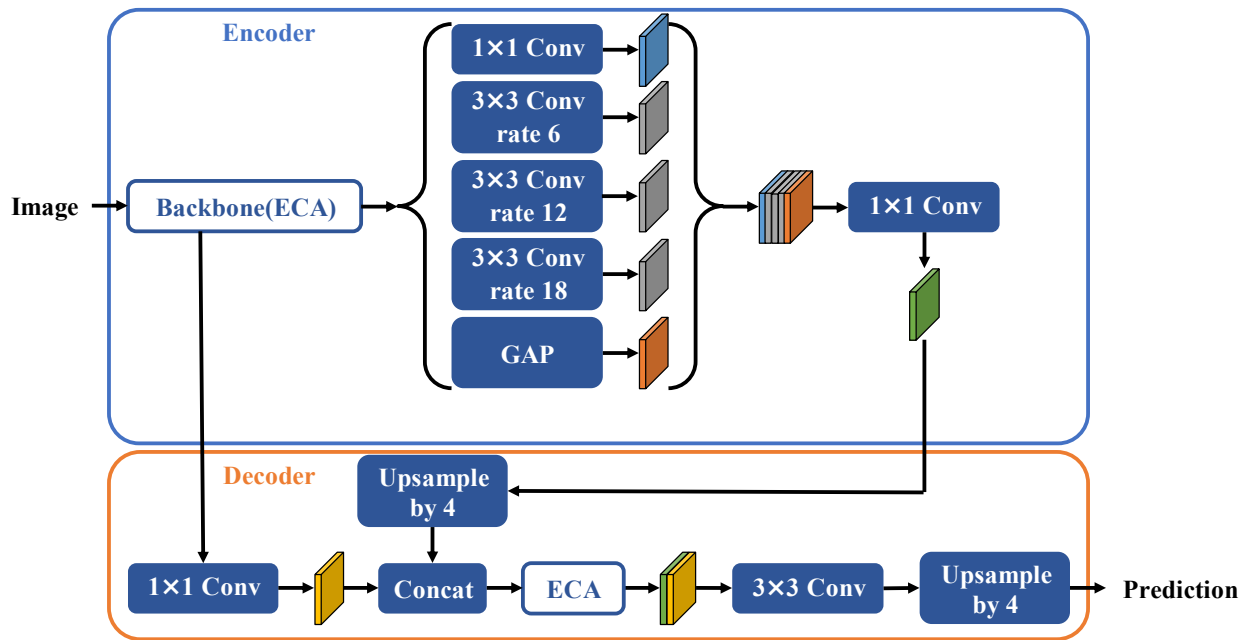 Encoder
1×1 Conv
3×3 Conv
rate 6
3×3 Conv
rate 12
3×3 Conv
rate 18
GAP
Image
Backbone(ECA)
1×1 Conv
Decoder
Upsample
by 4
1×1 Conv
Concat
ECA
3×3 Conv
Upsample
by 4
Prediction